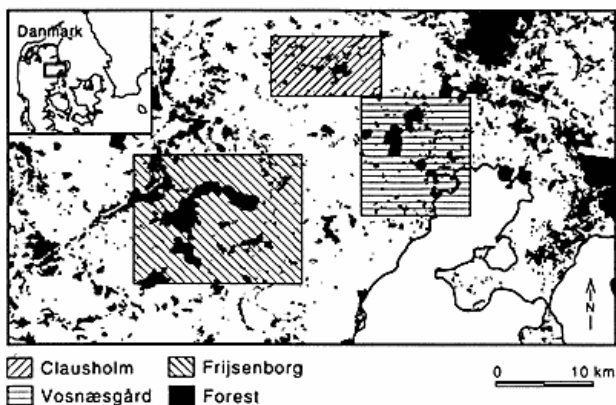 Danmark
N
Clausholm
Frijsenborg
Vosnæsgård
Forest
0 10 km